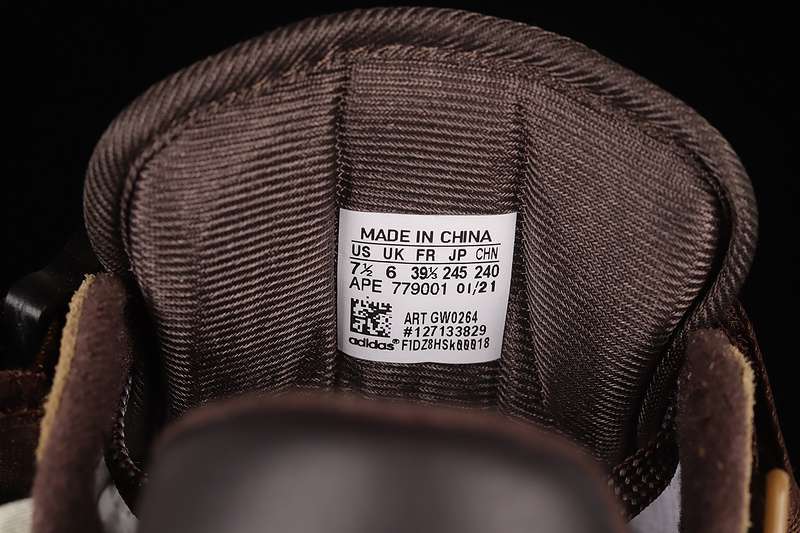 MADE IN CHINA
US UK FR JP CHN
7½ 6 39⅓ 245 240
APE 779001 01/21
ART GW0264
#127133829
adidas® F1DZ8HSk00018